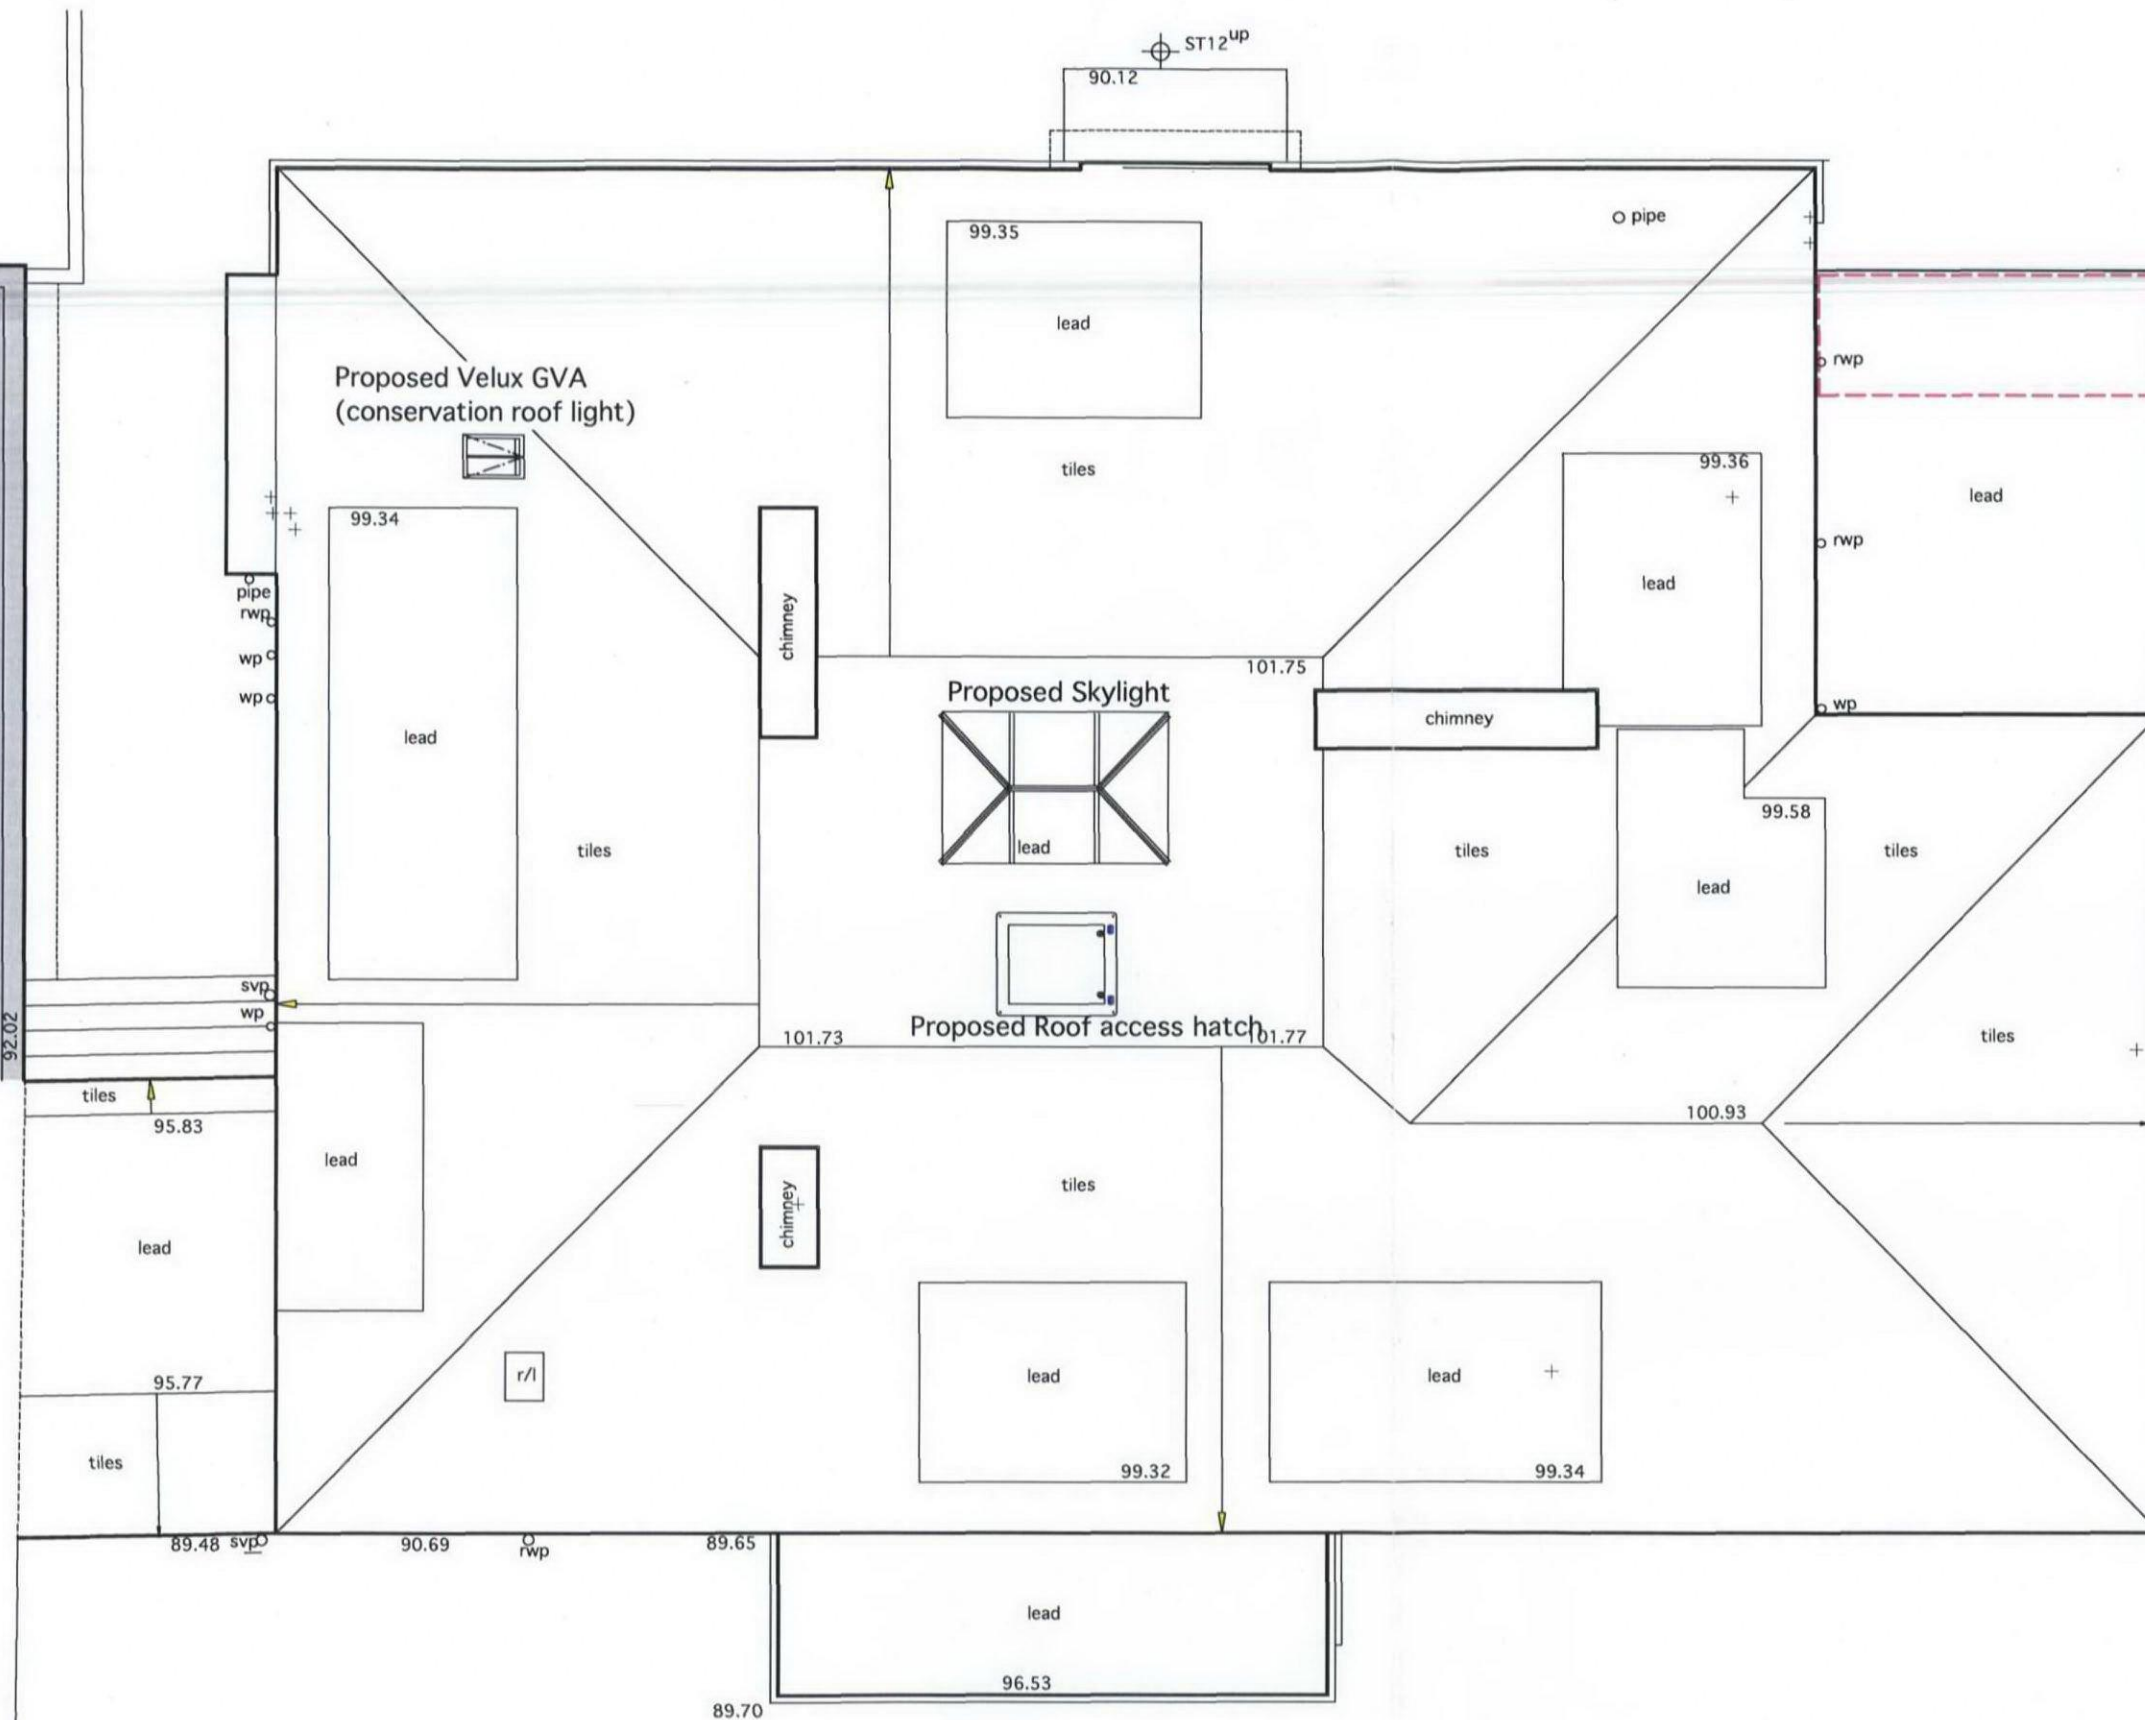 ST12up
90.12
pipe
99.35
lead
rwp
Proposed Velux GVA
(conservation roof light)
tiles
99.36
lead
99.34
rwp
lead
pipe
rwp
chimney
wp
101.75
wp
Proposed Skylight
wp
chimney
lead
99.58
lead
tiles
tiles
tiles
lead
svp
wp
92.02
Proposed Roof access hatch
101.73
101.77
tiles
tiles
95.83
100.93
lead
chimney
tiles
lead
95.77
r/l
lead
lead
tiles
99.32
99.34
89.48
svp
90.69
rwp
89.65
lead
96.53
89.70